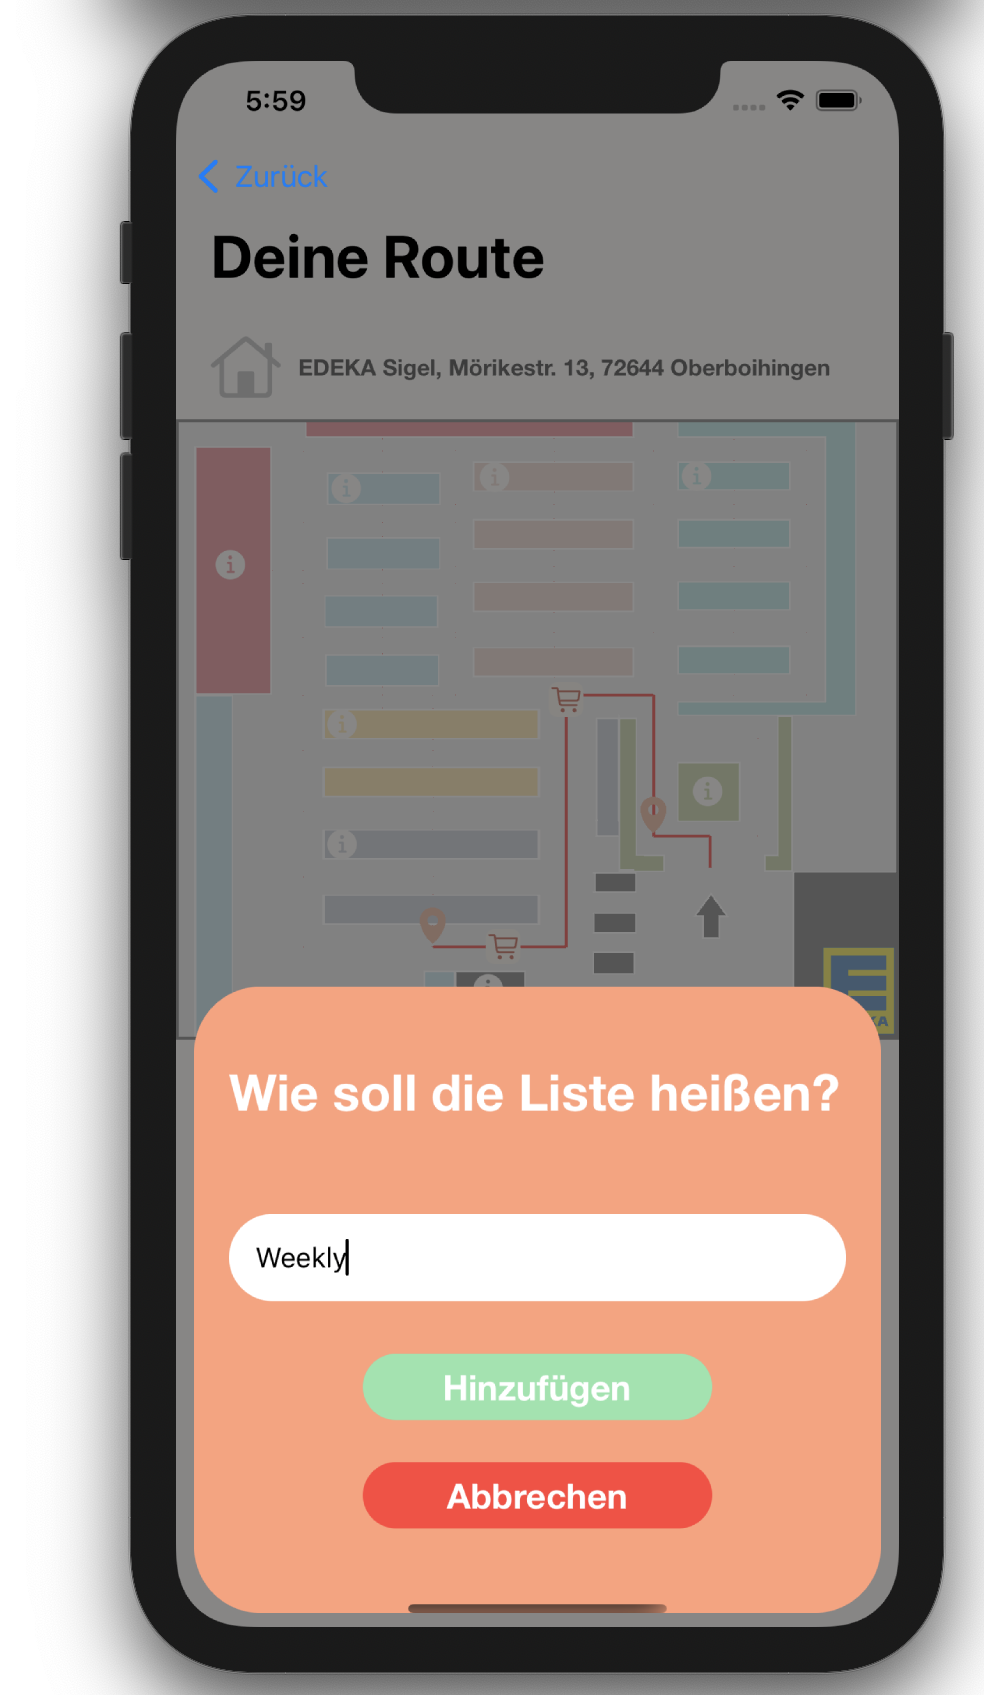 5:59
Zurück
Deine Route
EDEKA Sigel, Mörikestr. 13, 72644 Oberboihingen
Wie soll die Liste heißen?
Weekly
Hinzufügen
Abbrechen